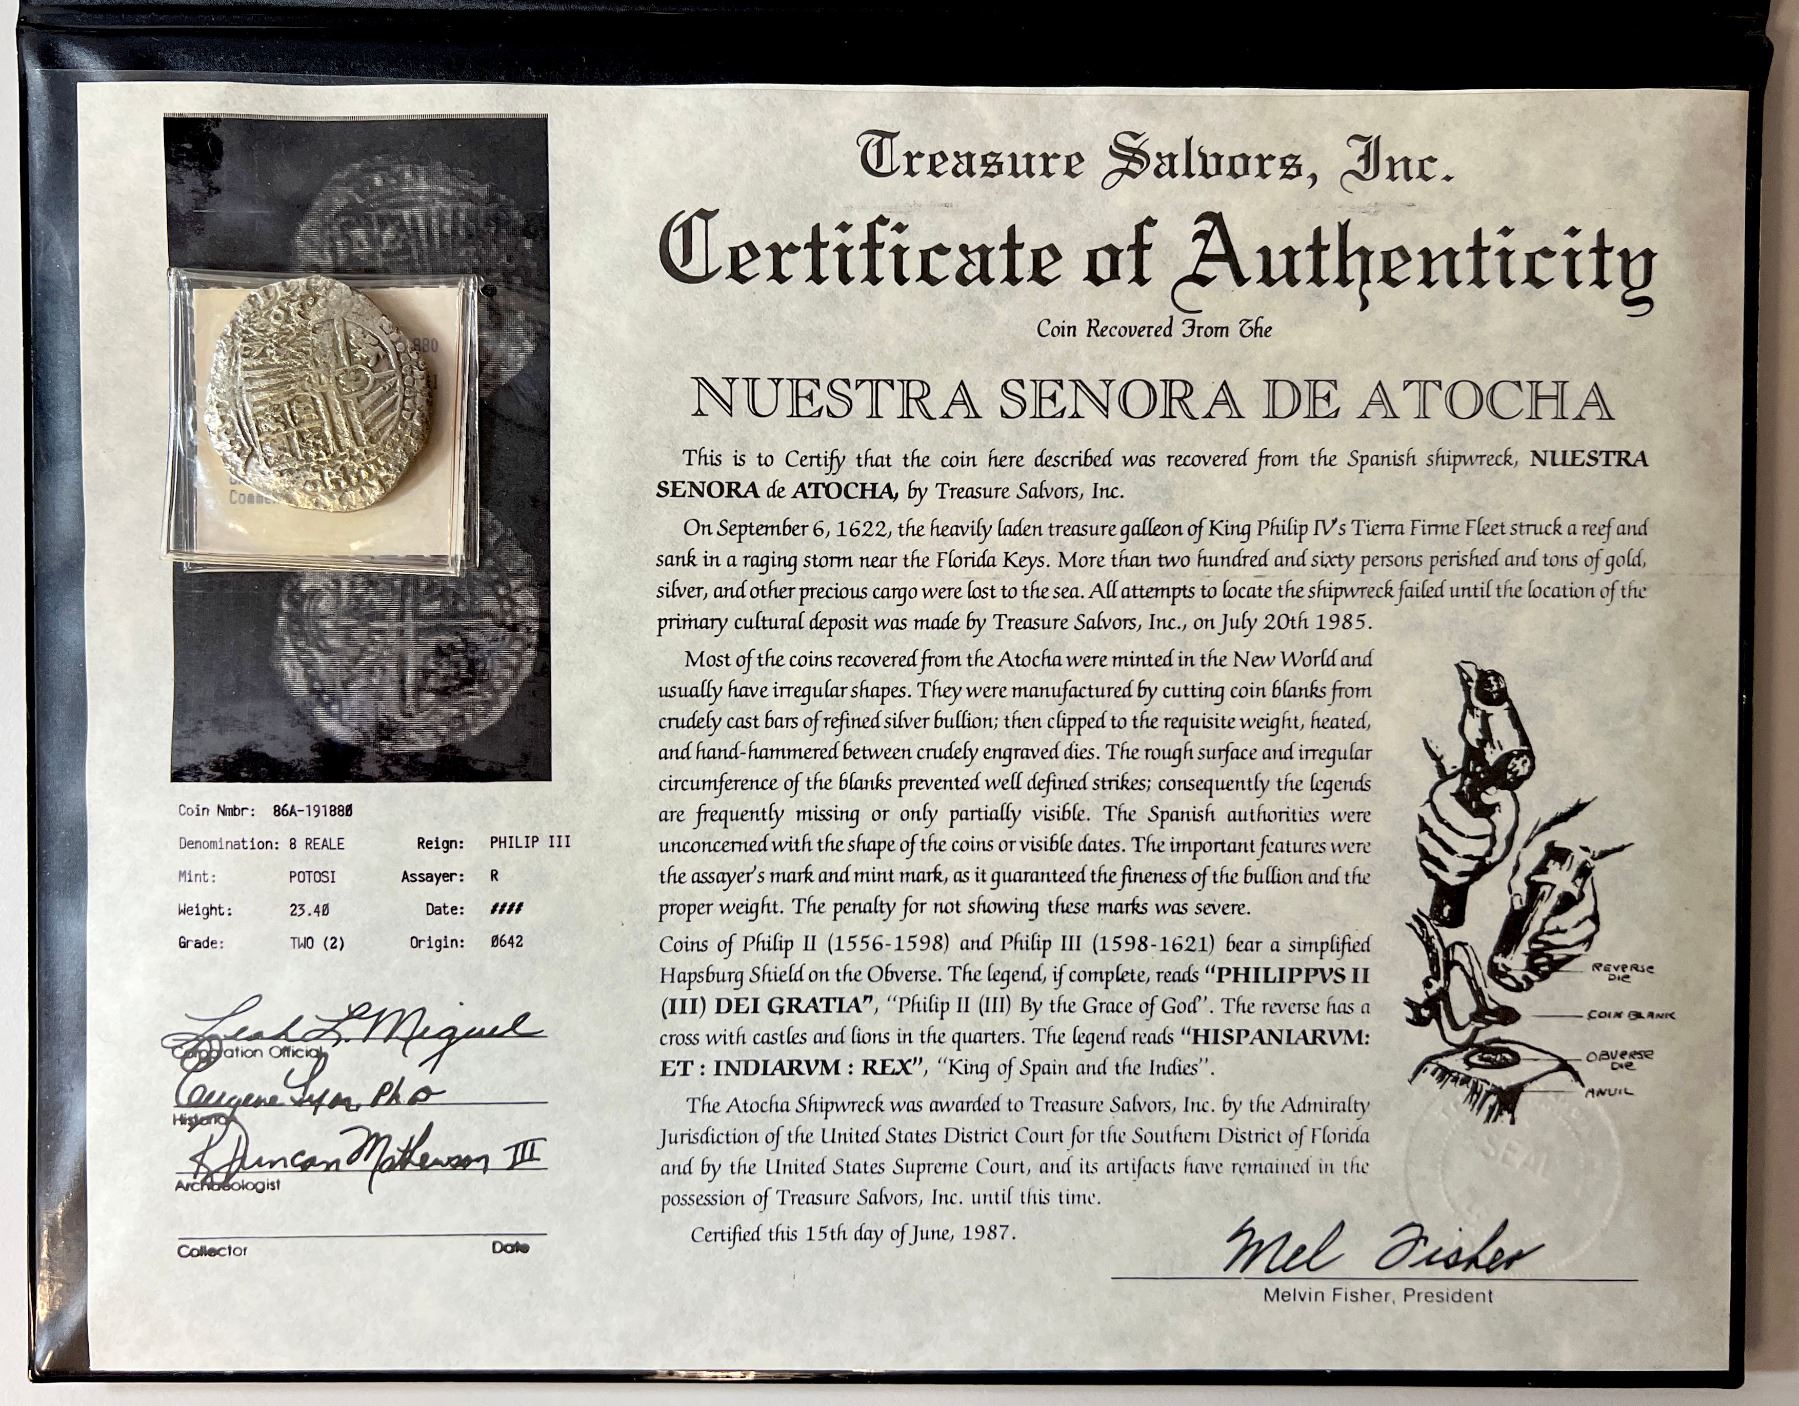 Treasure Salvors, Inc.
Certificate of Authenticity
Coin Recovered From The
NUESTRA SENORA DE ATOCHA
This is to Certify that the coin here described was recovered from the Spanish shipwreck, NUESTRA
SENORA de ATOCHA, by Treasure Salvors, Inc.
On September 6, 1622, the heavily laden treasure galleon of King Philip IV's Tierra Firme Fleet struck a reef and
sank in a raging storm near the Florida Keys. More than two hundred and sixty persons perished and tons of gold,
silver, and other precious cargo were lost to the sea. All attempts to locate the shipwreck failed until the location of the
primary cultural deposit was made by Treasure Salvors, Inc., on July 20th 1985.
Most of the coins recovered from the Atocha were minted in the New World and
usually have irregular shapes. They were manufactured by cutting coin blanks from
crudely cast bars of refined silver bullion; then clipped to the requisite weight, heated,
and hand-hammered between crudely engraved dies. The rough surface and irregular
circumference of the blanks prevented well defined strikes; consequently the legends
are frequently missing or only partially visible. The Spanish authorities were
unconcerned with the shape of the coins or visible dates. The important features were
the assayer's mark and mint mark, as it guaranteed the fineness of the bullion and the
proper weight. The penalty for not showing these marks was severe.
Coins of Philip II (1556-1598) and Philip III (1598-1621) bear a simplified
Hapsburg Shield on the Obverse. The legend, if complete, reads "PHILIPPVS II
(III) DEI GRATIA", "Philip II (III) By the Grace of God". The reverse has a
cross with castles and lions in the quarters. The legend reads "HISPANIARVM:
ET : INDIARVM : REX", "King of Spain and the Indies".
The Atocha Shipwreck was awarded to Treasure Salvors, Inc. by the Admiralty
Jurisdiction of the United States District Court for the Southern District of Florida
and by the United States Supreme Court, and its artifacts have remained in the
possession of Treasure Salvors, Inc. until this time.
Certified this 15th day of June, 1987.
Mel Fisher
Melvin Fisher, President
REVERSE
DIE
COIN BLANK
OBVERSE
DIE
ANVIL
SEAL
880
Comme
Coin Nmbr: 86A-191880
Denomination: 8 REALE Reign: PHILIP III
Mint: POTOSI Assayer: R
Weight: 23.40 Date: ####
Grade: TWO (2) Origin: 0642
Leah L. Miguel
Corporation Official
Eugene Lyon, PhD
Historian
R Duncan Mathewson III
Archaeologist
Collector Date